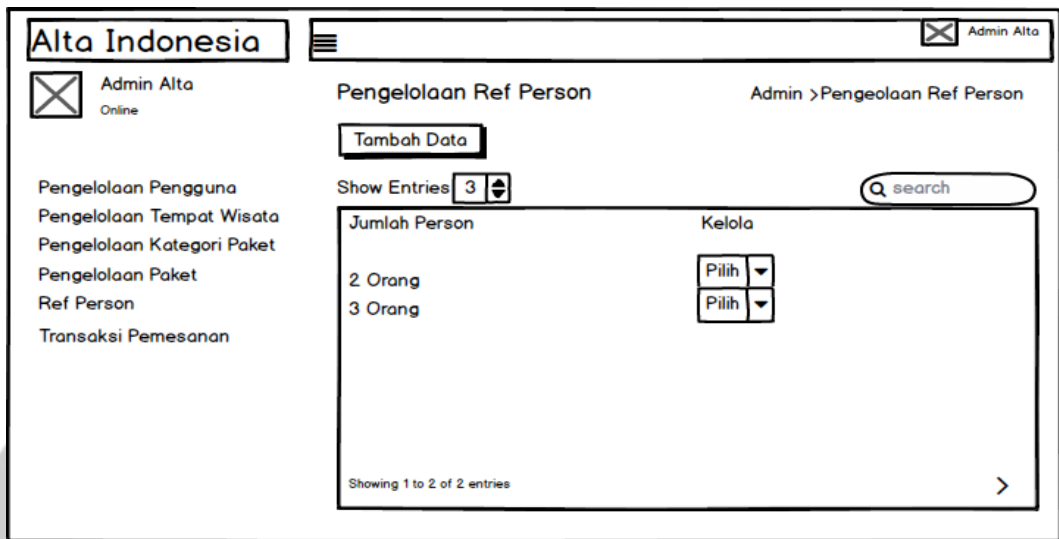 Alta Indonesia
Admin Alta
Admin Alta
Online
Pengelolaan Ref Person
Admin >Pengeolaan Ref Person
Tambah Data
Pengelolaan Pengguna
Pengelolaan Tempat Wisata
Pengelolaan Kategori Paket
Pengelolaan Paket
Ref Person
Transaksi Pemesanan
Show Entries 3
search
Jumlah Person Kelola
2 Orang Pilih
3 Orang Pilih
Showing 1 to 2 of 2 entries